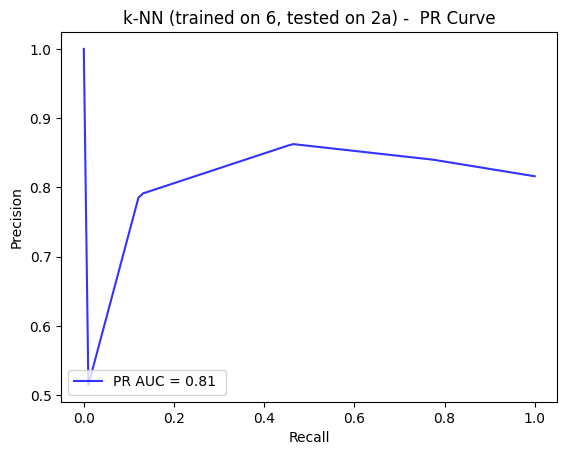 k-NN (trained on 6, tested on 2a) -  PR Curve
1.0
0.9
0.8
0.7
0.6
0.5
Precision
PR AUC = 0.81
0.0 0.2 0.4 0.6 0.8 1.0
Recall